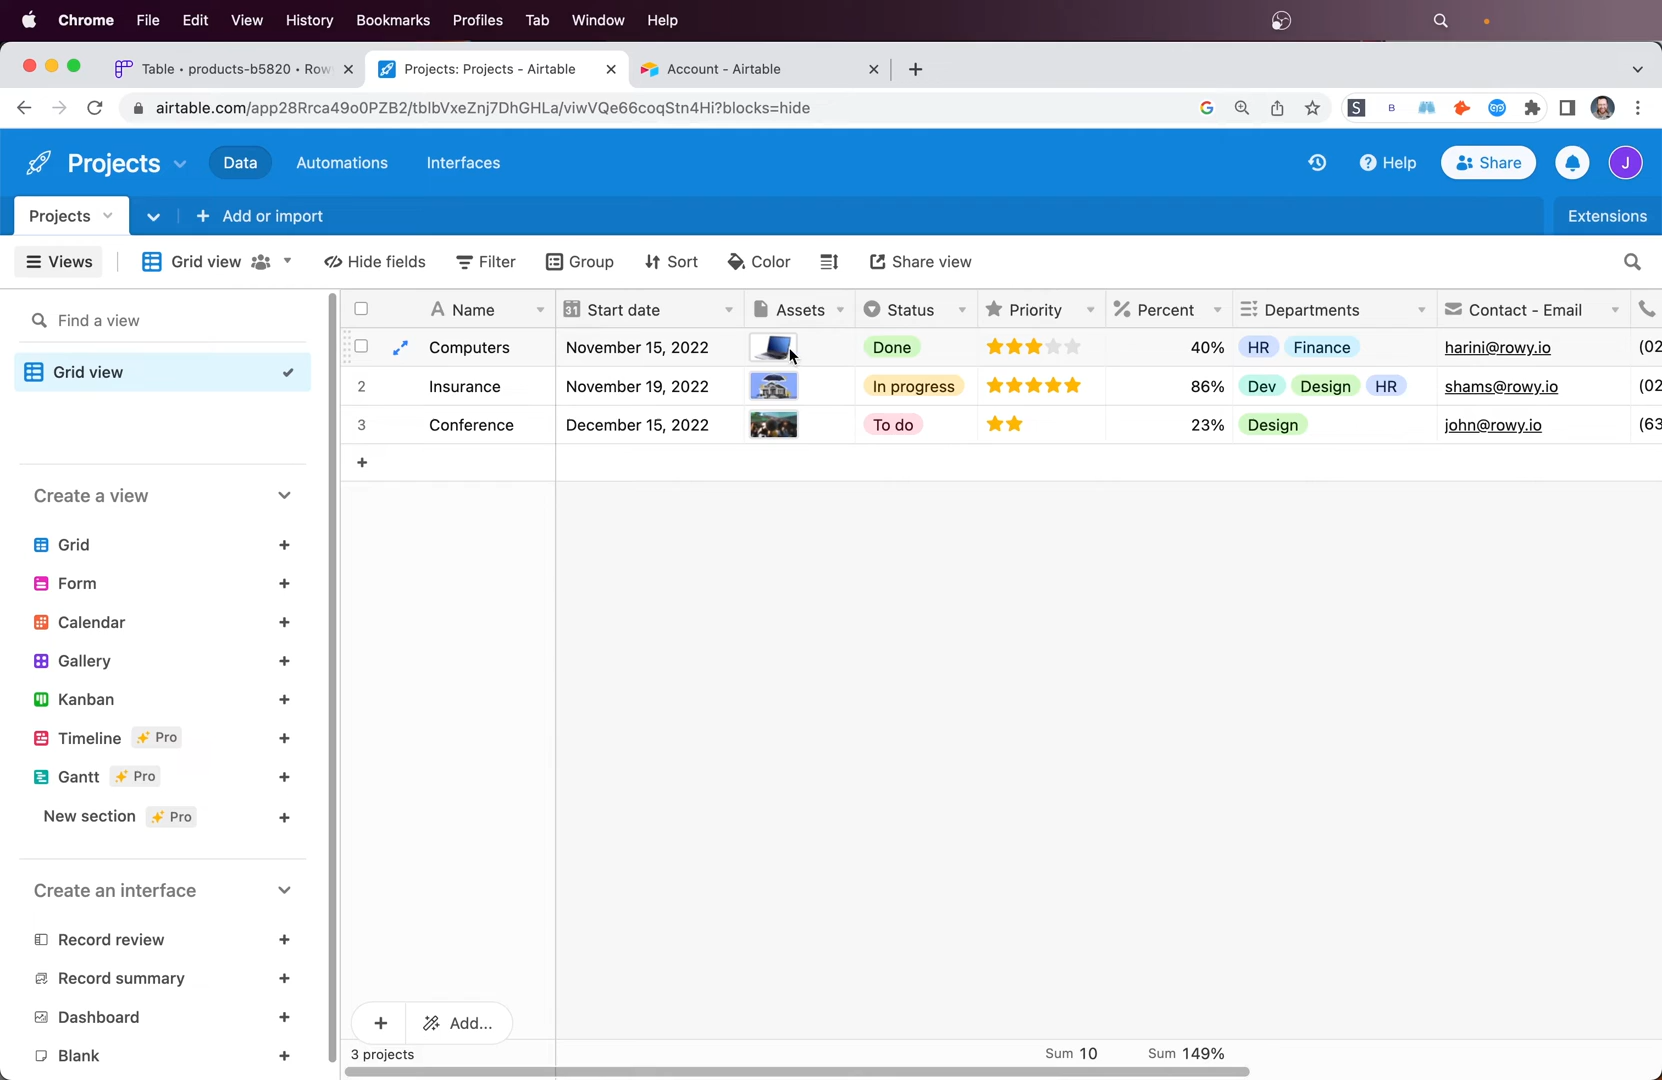 Chrome File Edit View History Bookmarks Profiles Tab Window Help
Table • products-b5820 • Row
Projects: Projects - Airtable
Account - Airtable
airtable.com/app28Rrca49o0PZB2/tblbVxeZnj7DhGHLa/viwVQe66coqStn4Hi?blocks=hide
Projects Data Automations Interfaces Help Share J
Projects Add or import Extensions
Views Grid view Hide fields Filter Group Sort Color Share view
Find a view
Grid view
Create a view
Grid
Form
Calendar
Gallery
Kanban
Timeline Pro
Gantt Pro
New section Pro
Create an interface
Record review
Record summary
Dashboard
Blank
Name Start date Assets Status Priority Percent Departments Contact - Email
Computers November 15, 2022 Done 40% HR Finance harini@rowy.io (02
2 Insurance November 19, 2022 In progress 86% Dev Design HR shams@rowy.io (02
3 Conference December 15, 2022 To do 23% Design john@rowy.io (63
+ Add...
3 projects Sum 10 Sum 149%